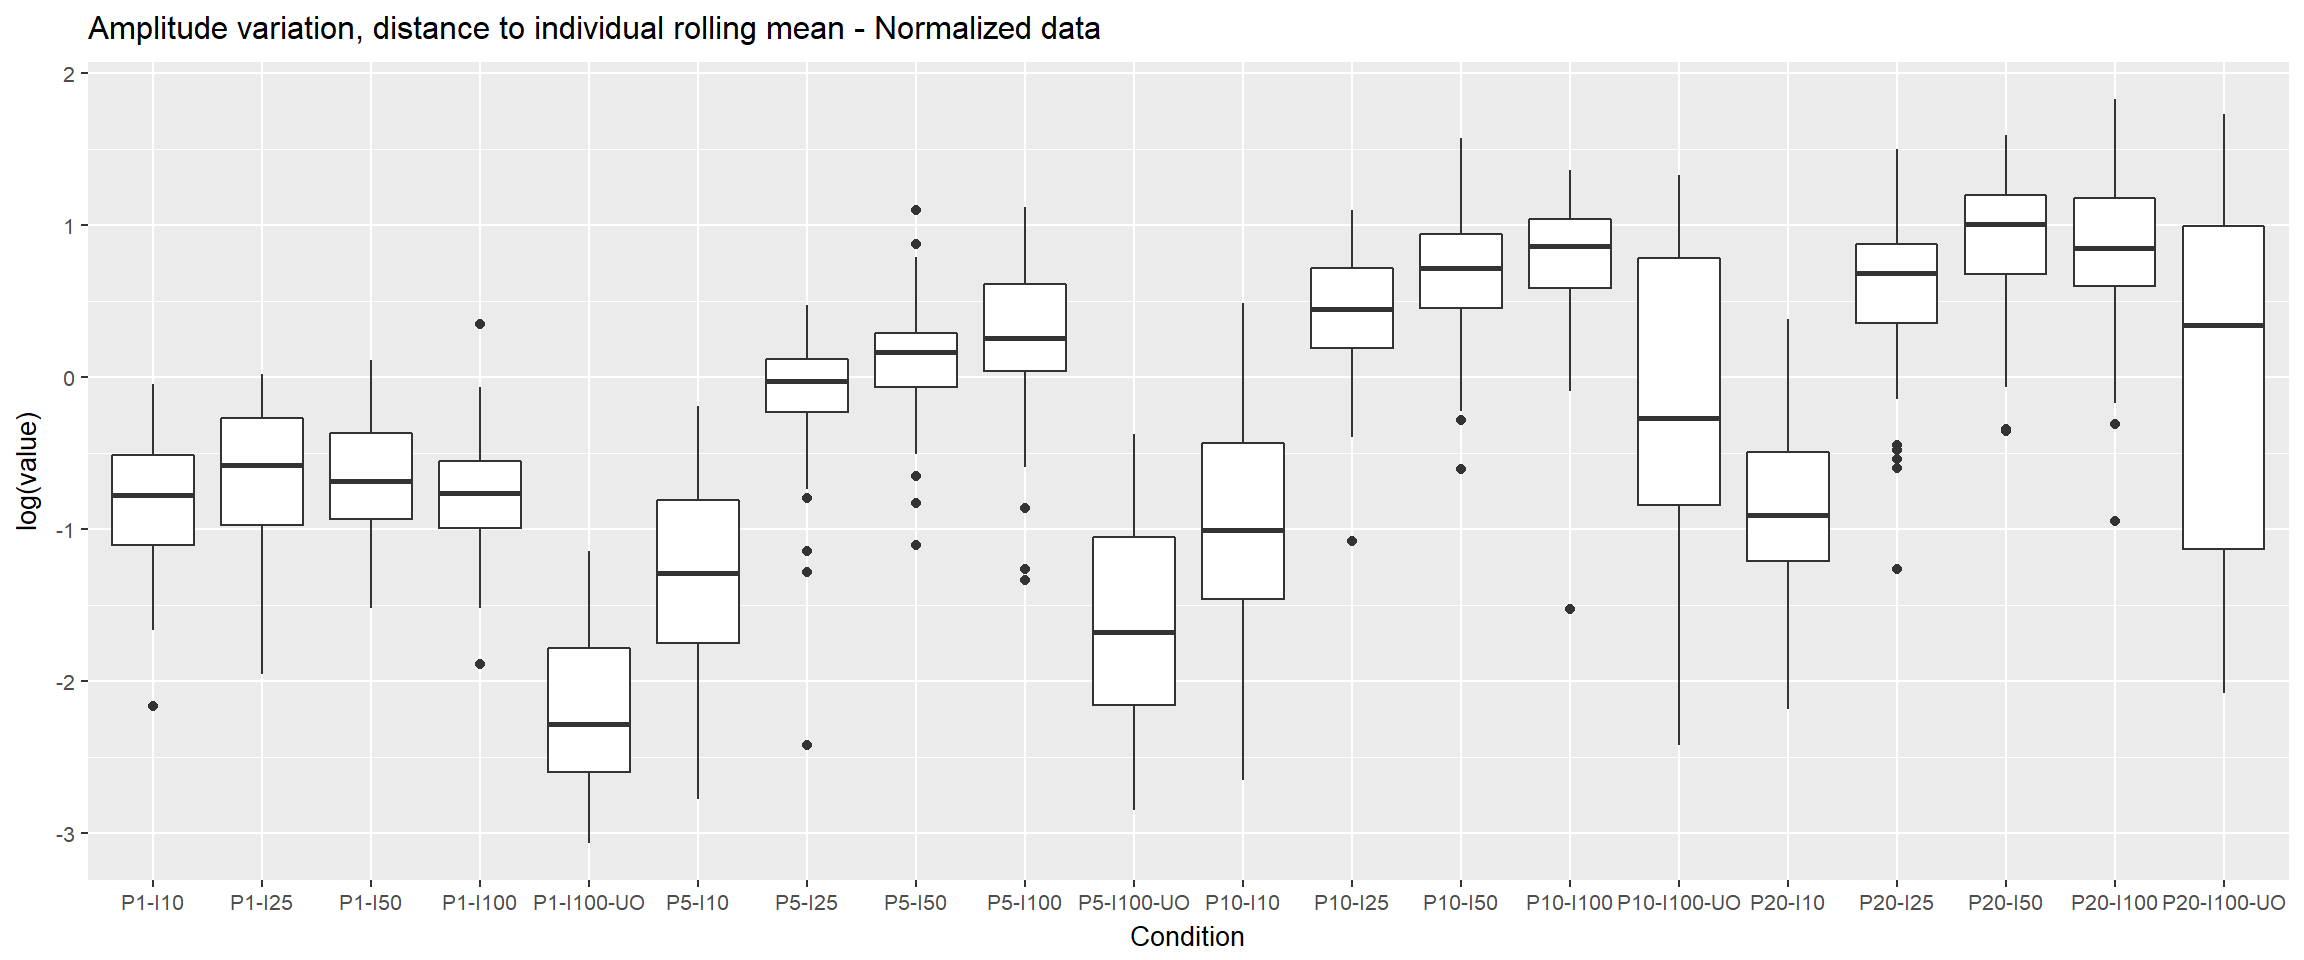 Amplitude variation, distance to individual rolling mean - Normalized data
2
1
0
-1
-2
-3
log(value)
P1-I10 P1-I25 P1-I50 P1-I100 P1-I100-UO P5-I10 P5-I25 P5-I50 P5-I100 P5-I100-UO P10-I10 P10-I25 P10-I50 P10-I100 P10-I100-UO P20-I10 P20-I25 P20-I50 P20-I100 P20-I100-UO
Condition